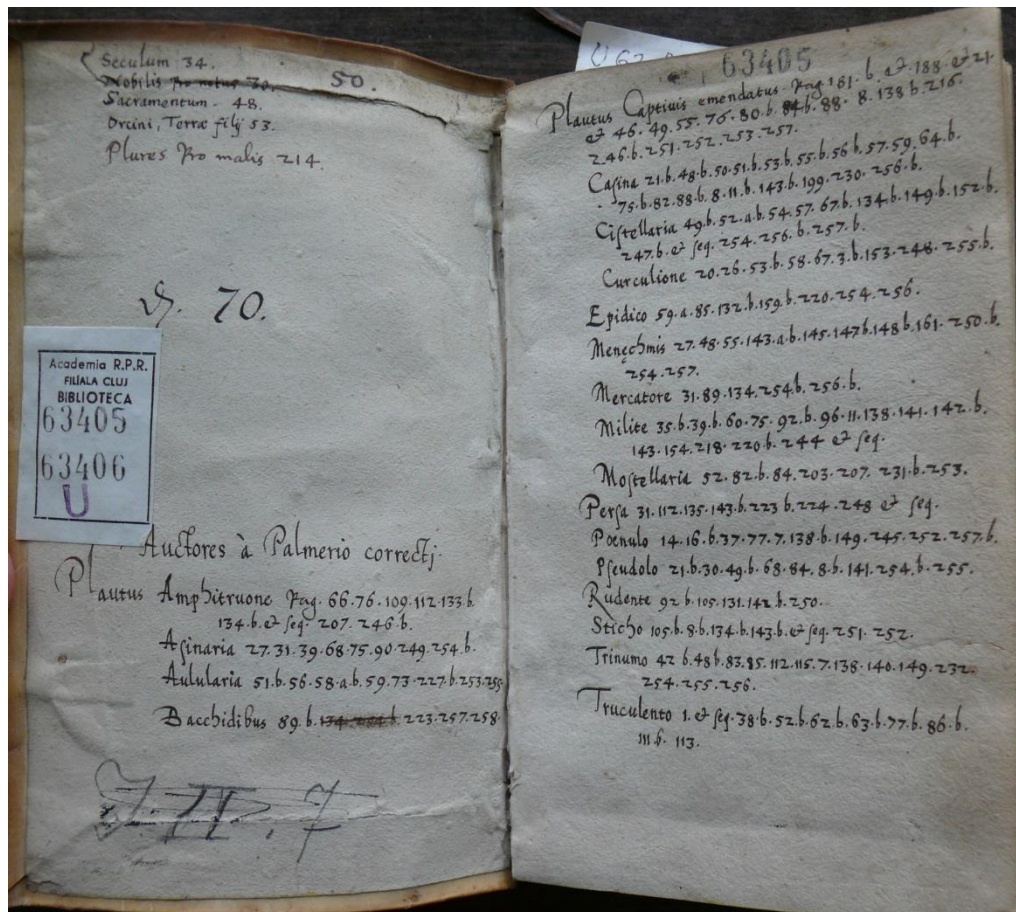 Seculum 34.
Nobilis Pro notus 70. 50.
Sacramentum - 48.
Orcini, Terræ filij 53.
Plures Pro malis 214.
70.
Academia R.P.R.
FILIALA CLUJ
BIBLIOTECA
63405
63406
U
Auctores à Palmerio correctj.
Plautus Amphitruone Pag. 66.76.109.112.133.b.
134.b. et seq. 207. 246.b.
Asinaria 27.31.39.68.75.90.249.254.b.
Aulularia 51.b.56.58.a.b.59.73.227.b.253.255
Bacchidibus 89.b. 223.257.258
7
63405
Plautus Captiuis emendatus. Pag. 161. b. et. 188. et 21.
et 46. 49.55. 76. 80.b. 84.b. 88. 8. 138 b. 216.
246.b.251.252.253.257.
Casina 21.b.48.b.50.51.b.53.b.55.b.56.b.57.59.64.b.
75.b.82.88.b.8.11.b.143.b.199.230.256.b.
Cistellaria 49.b.52.a.b.54.57.67.b.134.b.149.b.152.b.
247.b. et seq. 254.256.b.257.b.
Curculione 20.26.53.b.58.67.3.b.153.248.255.b.
Epidico 59.a.85.132.b.159.b.220.254.256.
Menęchmis 27.48.55.143.a.b.145.147.b.148.b.161.250.b.
254.257.
Mercatore 31.89.134.254.b.256.b.
Milite 35.b.39.b.60.75.92.b.96.11.138.141.142.b.
143.154.218.220.b.244 et seq.
Mostellaria 52.82.b.84.203.207.231.b.253.
Persa 31.112.135.143.b.223 b.224.248 et seq.
Poenulo 14.16.b.37.77.7.138.b.149.245.252.257.b.
Pseudolo 21.b.30.49.b.68.84.8.b.141.254.b.255.
Rudente 92 b.105.131.142 b.250.
Sticho 105.b.8.b.134.b.143.b. et seq. 251. 252.
Trinumo 42 b.48 b.83.85.112.115.7.138.140.149.232.
254.255.256.
Truculento 1. et seq. 38.b.52.b.62.b.63.b.77.b.86.b.
111.b. 113.